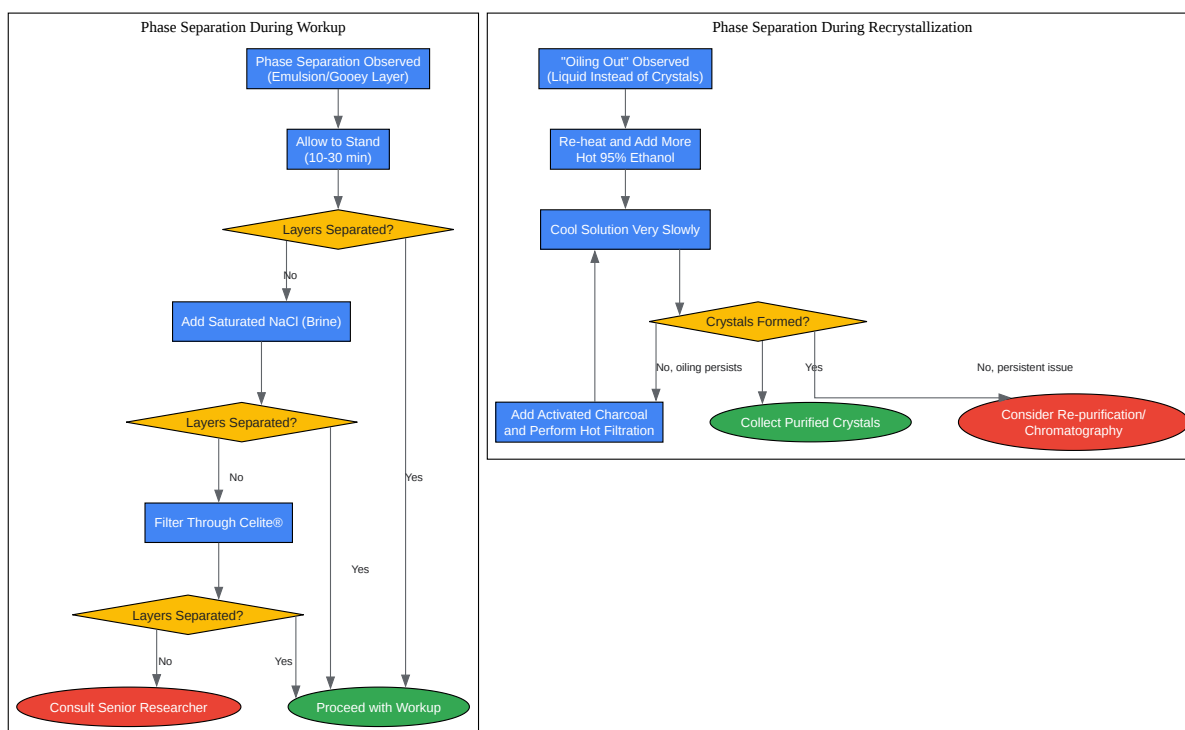 Phase Separation During Workup
Phase Separation Observed
(Emulsion/Gooey Layer)
Allow to Stand
(10-30 min)
Layers Separated?
No
Add Saturated NaCl (Brine)
Layers Separated?
No
Yes
Filter Through Celite®
Yes
Layers Separated?
No
Yes
Consult Senior Researcher
Proceed with Workup
Phase Separation During Recrystallization
"Oiling Out" Observed
(Liquid Instead of Crystals)
Re-heat and Add More
Hot 95% Ethanol
Cool Solution Very Slowly
Crystals Formed?
No, oiling persists
Yes
No, persistent issue
Add Activated Charcoal
and Perform Hot Filtration
Collect Purified Crystals
Consider Re-purification/
Chromatography